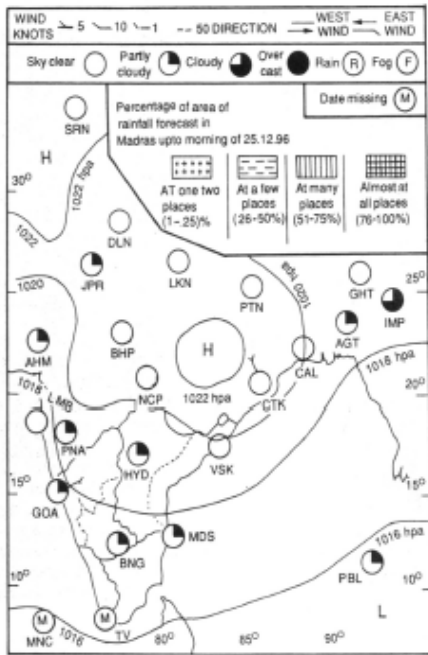 WIND KNOTS 5 10 1 50 DIRECTION WEST WIND EAST WIND
Sky clear Partly cloudy Cloudy Over cast Rain R Fog F
Date missing M
Percentage of area of
rainfall forecast in
Madras upto morning of 25.12.96
AT one two places (1-.25)%
At a few places (26-50%)
At many places (51-75%)
Almost at all places (76-100%)
SRN
H
1022 hpa
30°
1022
DLN
JPR
LKN
PTN
1020 hpa
GHT
25°
IMP
AGT
1020
AHM
BHP
H
1022 hpa
CAL
1018 hpa
20°
1018
LMB
NCP
CTK
PNA
HYD
VSK
15°
15°
GOA
BNG
MDS
1016 hpa
PBL
10°
10°
L
M
MNC
1016
M
TV
80°
85°
90°